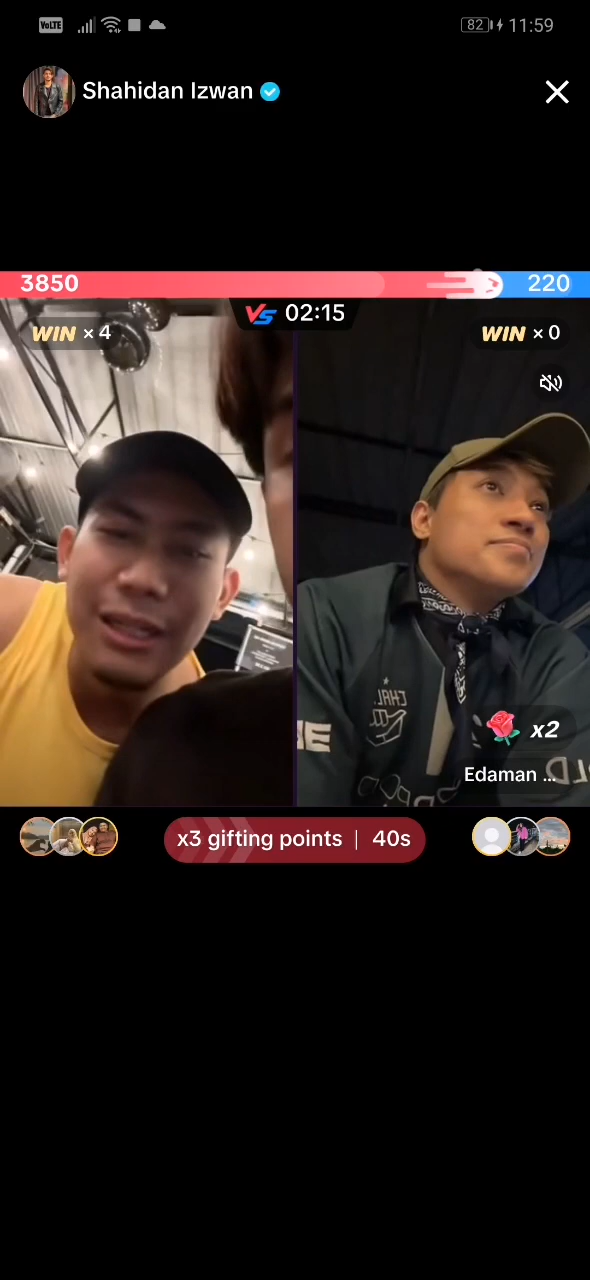 VoLTE
82
11:59
Shahidan Izwan
3850
220
VS 02:15
WIN × 4
WIN × 0
x2
Edaman ...
x3 gifting points | 40s